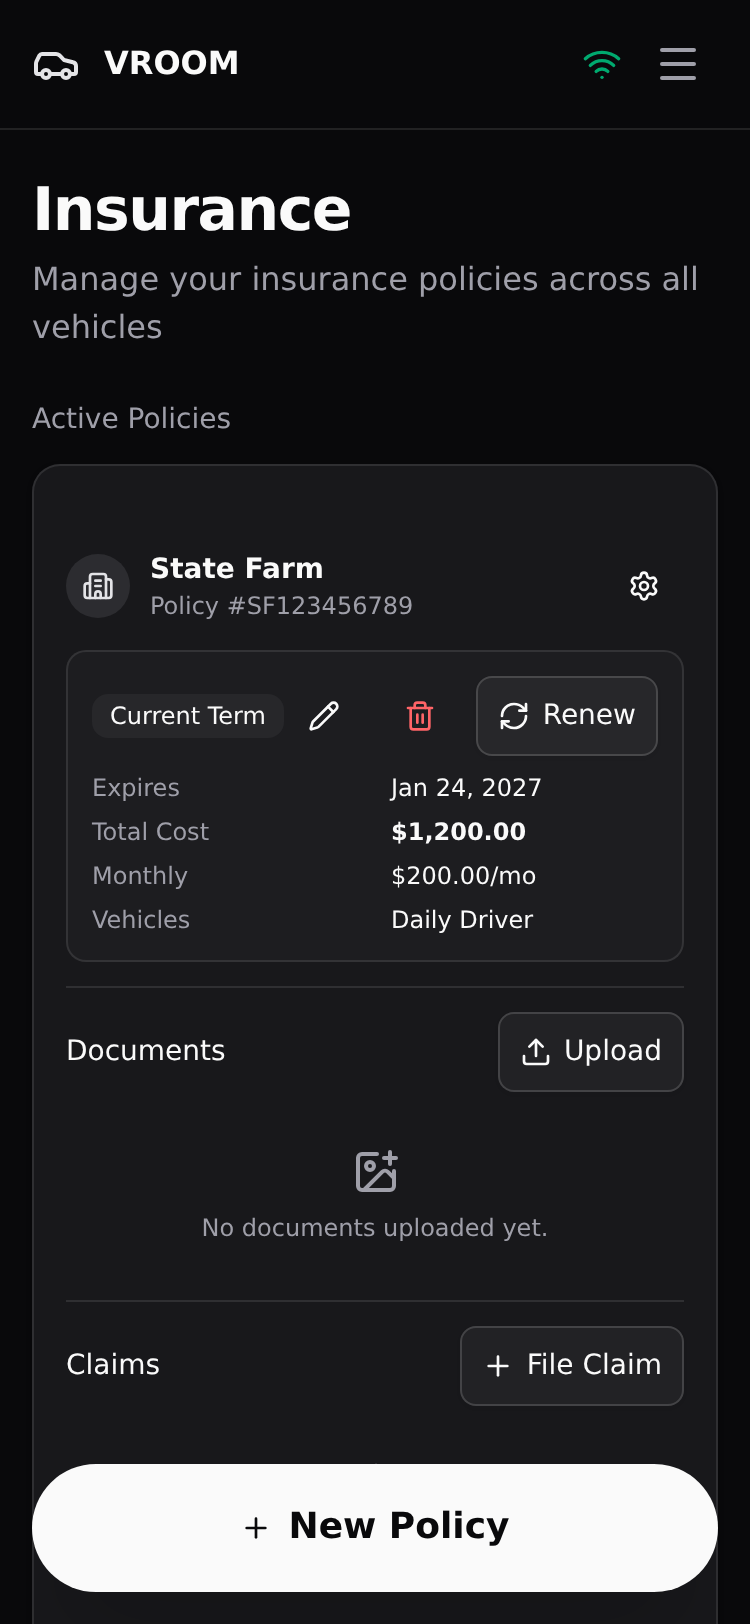 VROOM
Insurance
Manage your insurance policies across all
vehicles
Active Policies
State Farm
Policy #SF123456789
Current Term
Renew
Expires Jan 24, 2027
Total Cost $1,200.00
Monthly $200.00/mo
Vehicles Daily Driver
Documents Upload
No documents uploaded yet.
Claims + File Claim
+ New Policy